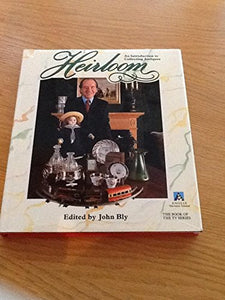 Heirloom
An Introduction to
Collecting Antiques
Edited by John Bly
THE BOOK OF
THE TV SERIES